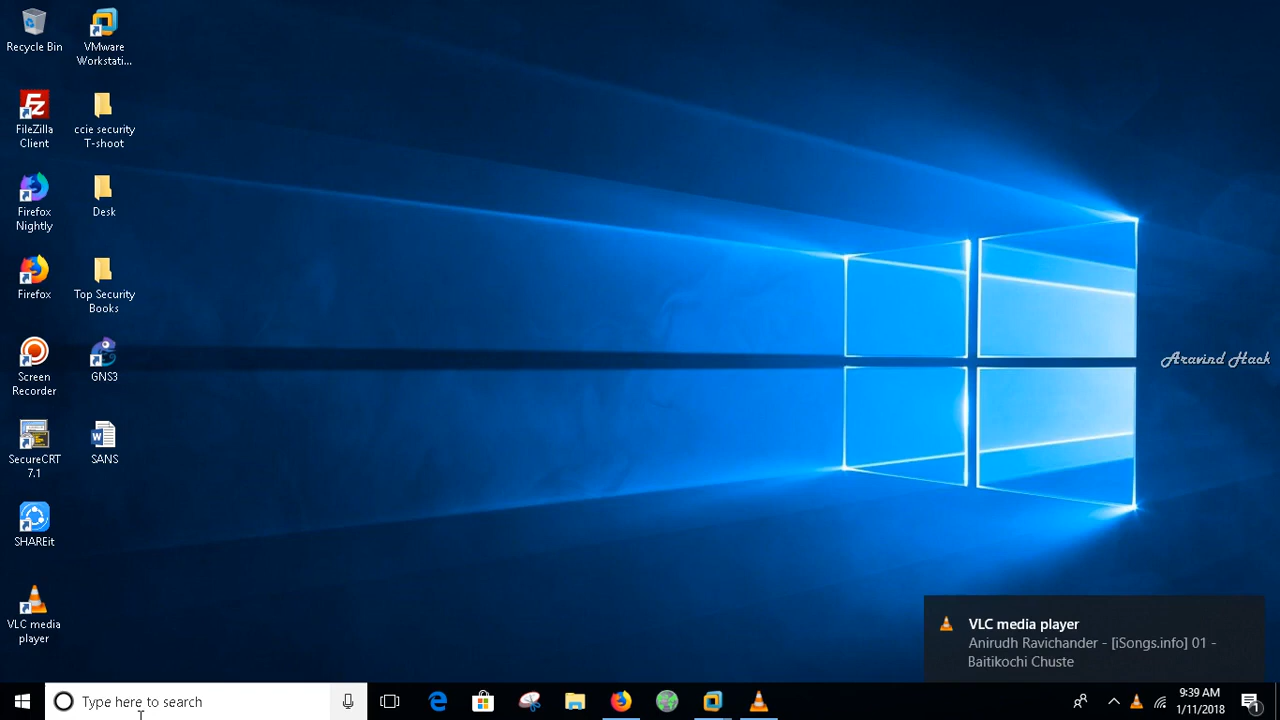 Recycle Bin
VMware
Workstati...
FileZilla
Client
ccie security
T-shoot
Firefox
Nightly
Desk
Firefox
Top Security
Books
Screen
Recorder
GNS3
SecureCRT
7.1
SANS
SHAREit
VLC media
player
Aravind Hack
VLC media player
Anirudh Ravichander - [iSongs.info] 01 -
Baitikochi Chuste
Type here to search
9:39 AM
1/11/2018
1